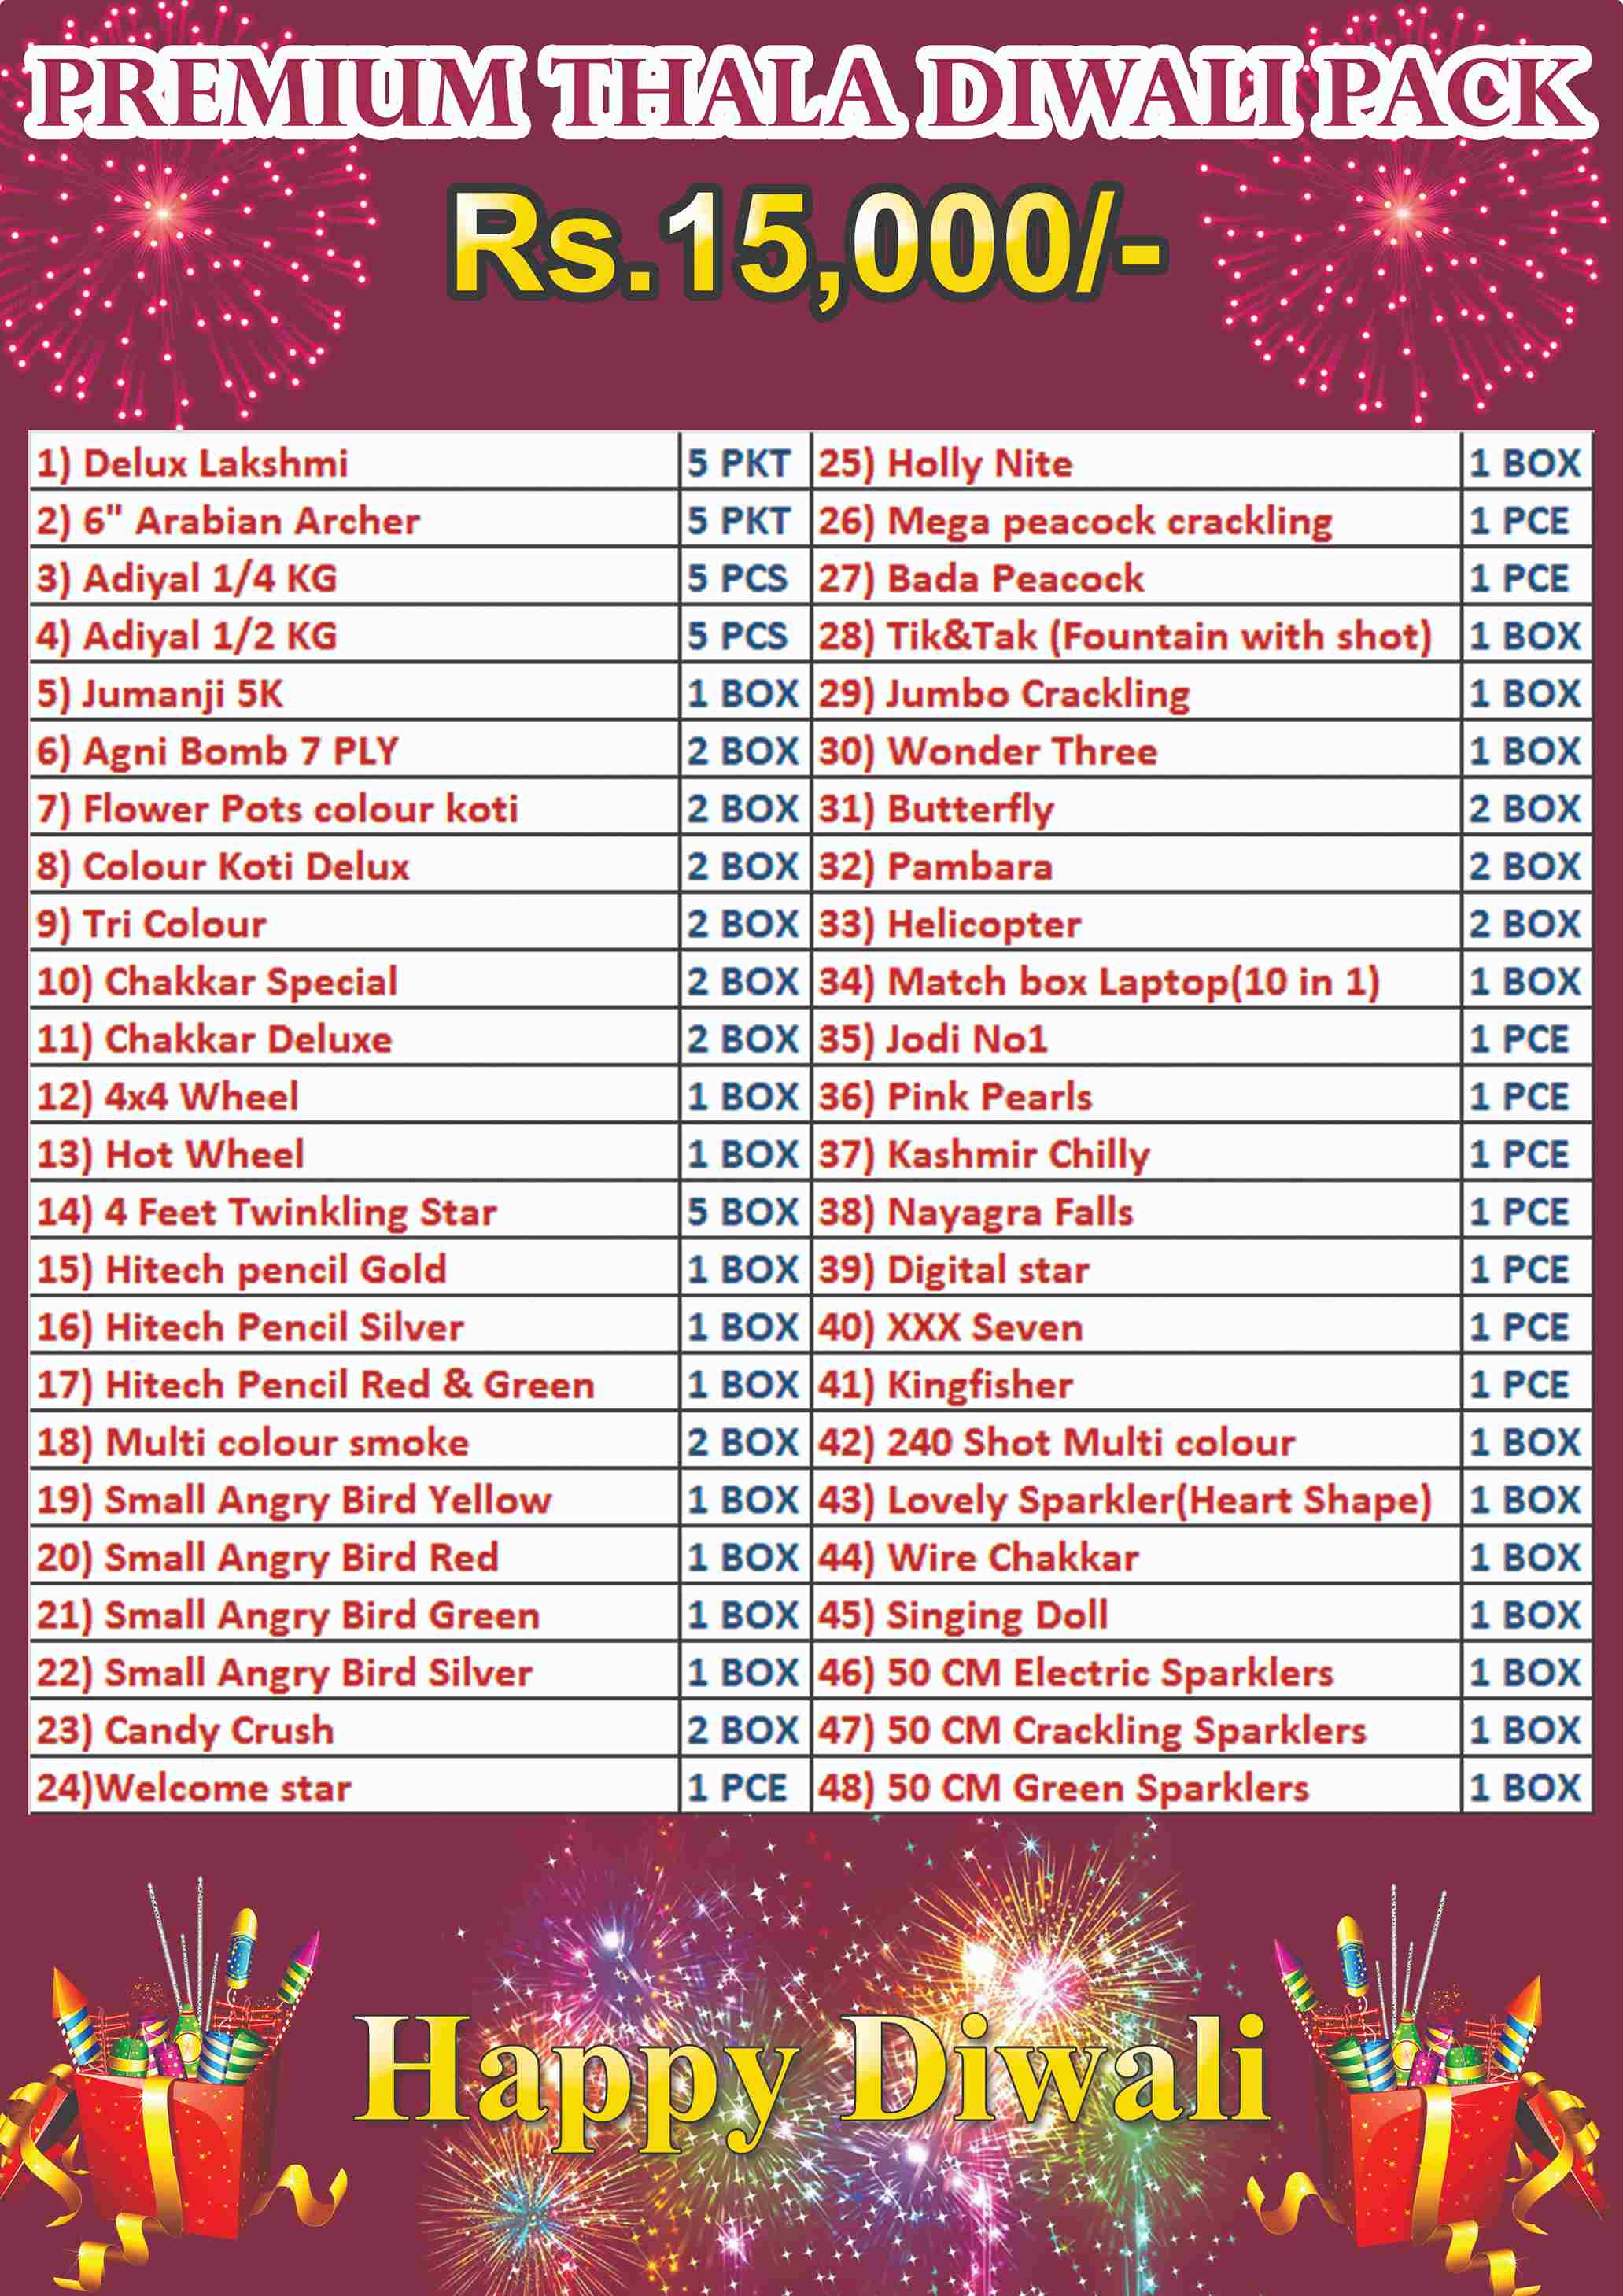 PREMIUM THALA DIWALI PACK
Rs.15,000/-
1) Delux Lakshmi 5 PKT
2) 6" Arabian Archer 5 PKT
3) Adiyal 1/4 KG 5 PCS
4) Adiyal 1/2 KG 5 PCS
5) Jumanji 5K 1 BOX
6) Agni Bomb 7 PLY 2 BOX
7) Flower Pots colour koti 2 BOX
8) Colour Koti Delux 2 BOX
9) Tri Colour 2 BOX
10) Chakkar Special 2 BOX
11) Chakkar Deluxe 2 BOX
12) 4x4 Wheel 1 BOX
13) Hot Wheel 1 BOX
14) 4 Feet Twinkling Star 5 BOX
15) Hitech pencil Gold 1 BOX
16) Hitech Pencil Silver 1 BOX
17) Hitech Pencil Red & Green 1 BOX
18) Multi colour smoke 2 BOX
19) Small Angry Bird Yellow 1 BOX
20) Small Angry Bird Red 1 BOX
21) Small Angry Bird Green 1 BOX
22) Small Angry Bird Silver 1 BOX
23) Candy Crush 2 BOX
24)Welcome star 1 PCE
25) Holly Nite 1 BOX
26) Mega peacock crackling 1 PCE
27) Bada Peacock 1 PCE
28) Tik&Tak (Fountain with shot) 1 BOX
29) Jumbo Crackling 1 BOX
30) Wonder Three 1 BOX
31) Butterfly 2 BOX
32) Pambara 2 BOX
33) Helicopter 2 BOX
34) Match box Laptop(10 in 1) 1 BOX
35) Jodi No1 1 PCE
36) Pink Pearls 1 PCE
37) Kashmir Chilly 1 PCE
38) Nayagra Falls 1 PCE
39) Digital star 1 PCE
40) XXX Seven 1 PCE
41) Kingfisher 1 PCE
42) 240 Shot Multi colour 1 BOX
43) Lovely Sparkler(Heart Shape) 1 BOX
44) Wire Chakkar 1 BOX
45) Singing Doll 1 BOX
46) 50 CM Electric Sparklers 1 BOX
47) 50 CM Crackling Sparklers 1 BOX
48) 50 CM Green Sparklers 1 BOX
Happy Diwali